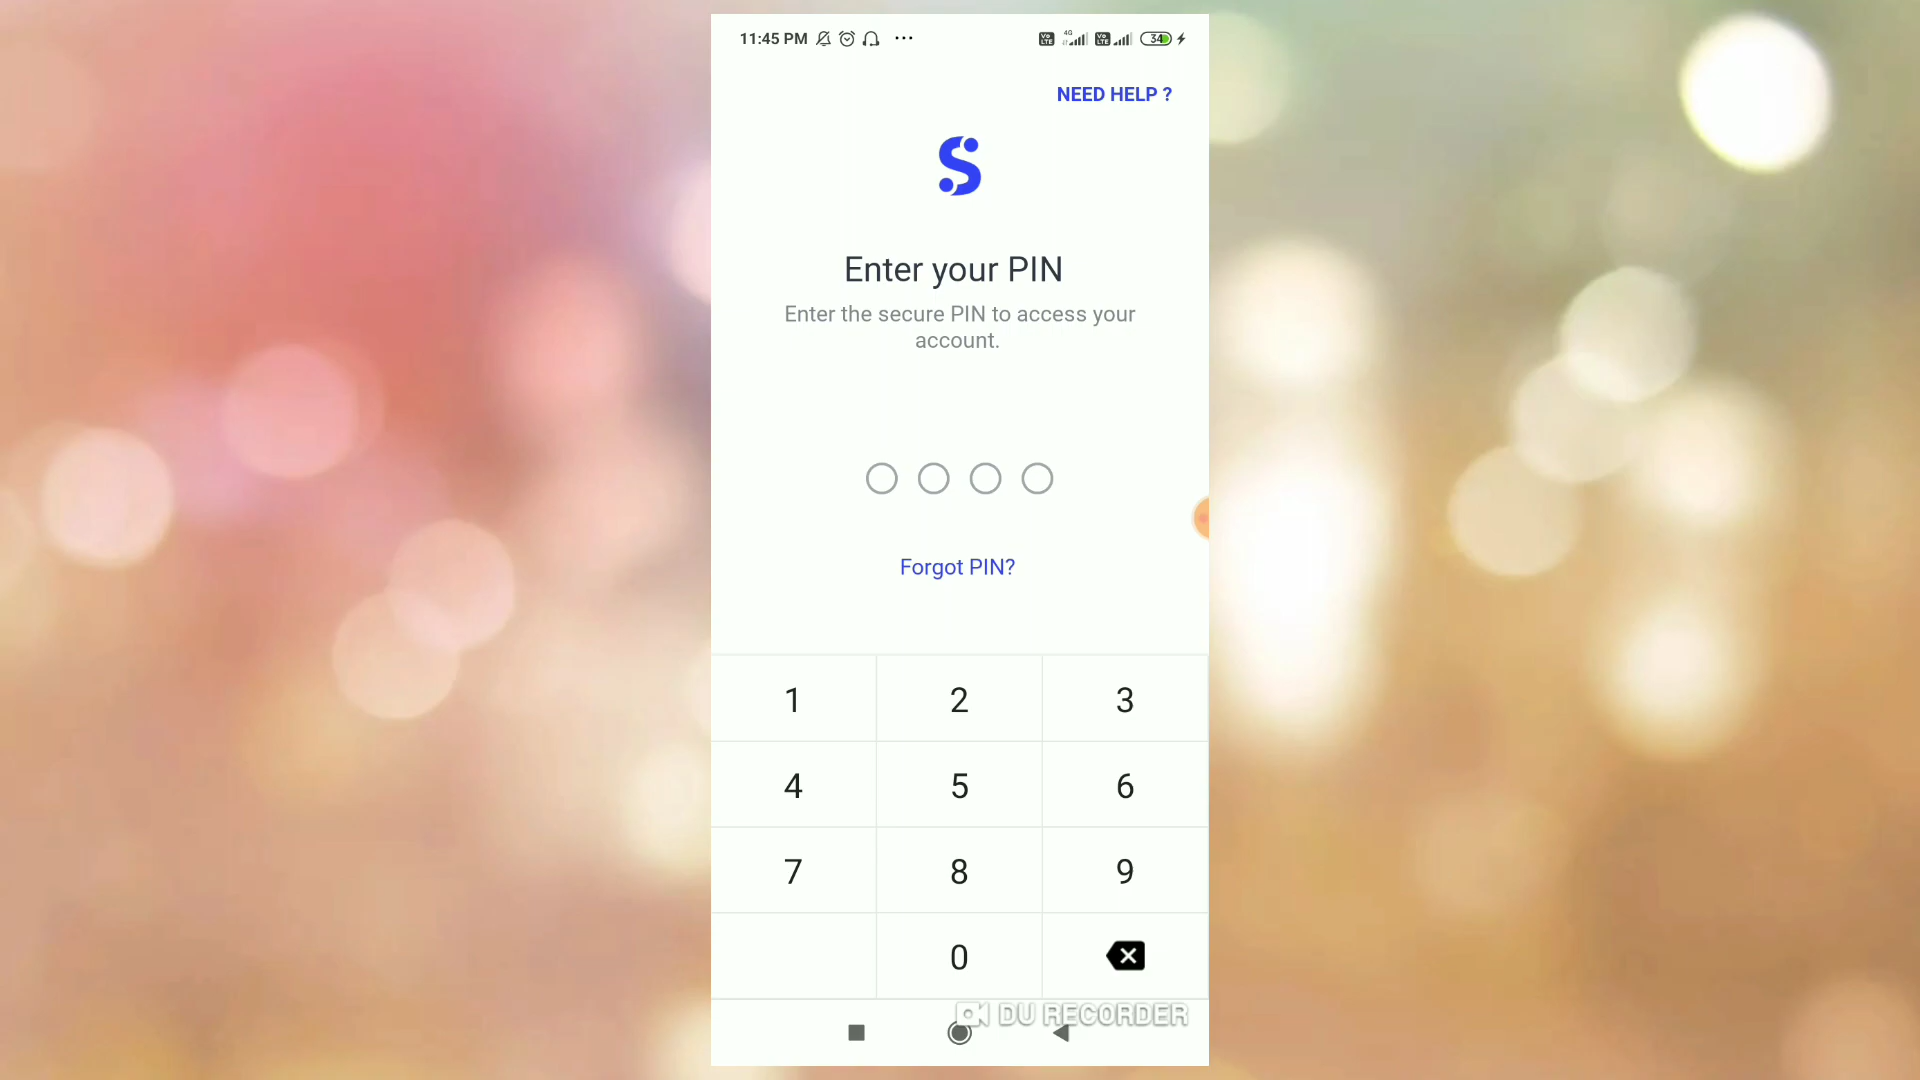 11:45 PM
4G
34
NEED HELP ?
Enter your PIN
Enter the secure PIN to access your
account.
Forgot PIN?
1 2 3
4 5 6
7 8 9
0
DU RECORDER